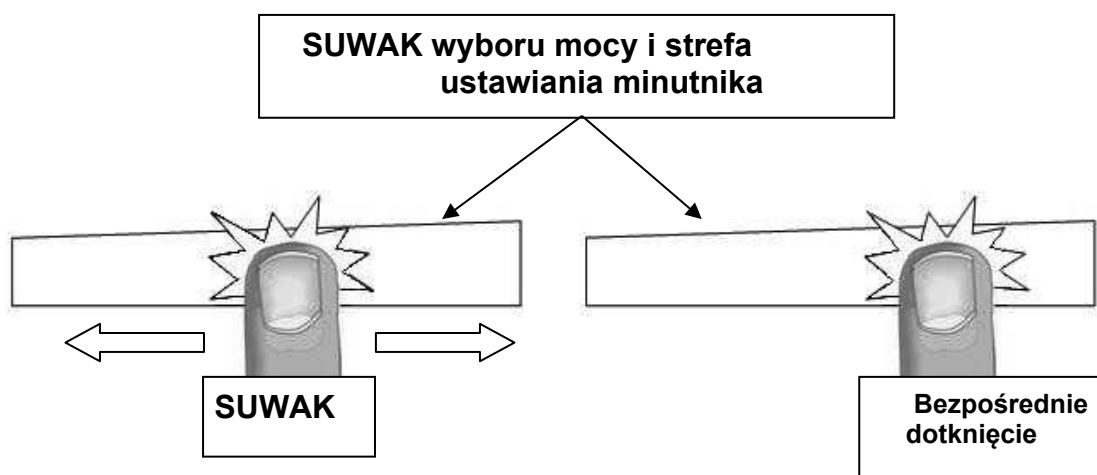 SUWAK wyboru mocy i strefa
ustawiania minutnika
SUWAK
Bezpośrednie
dotknięcie